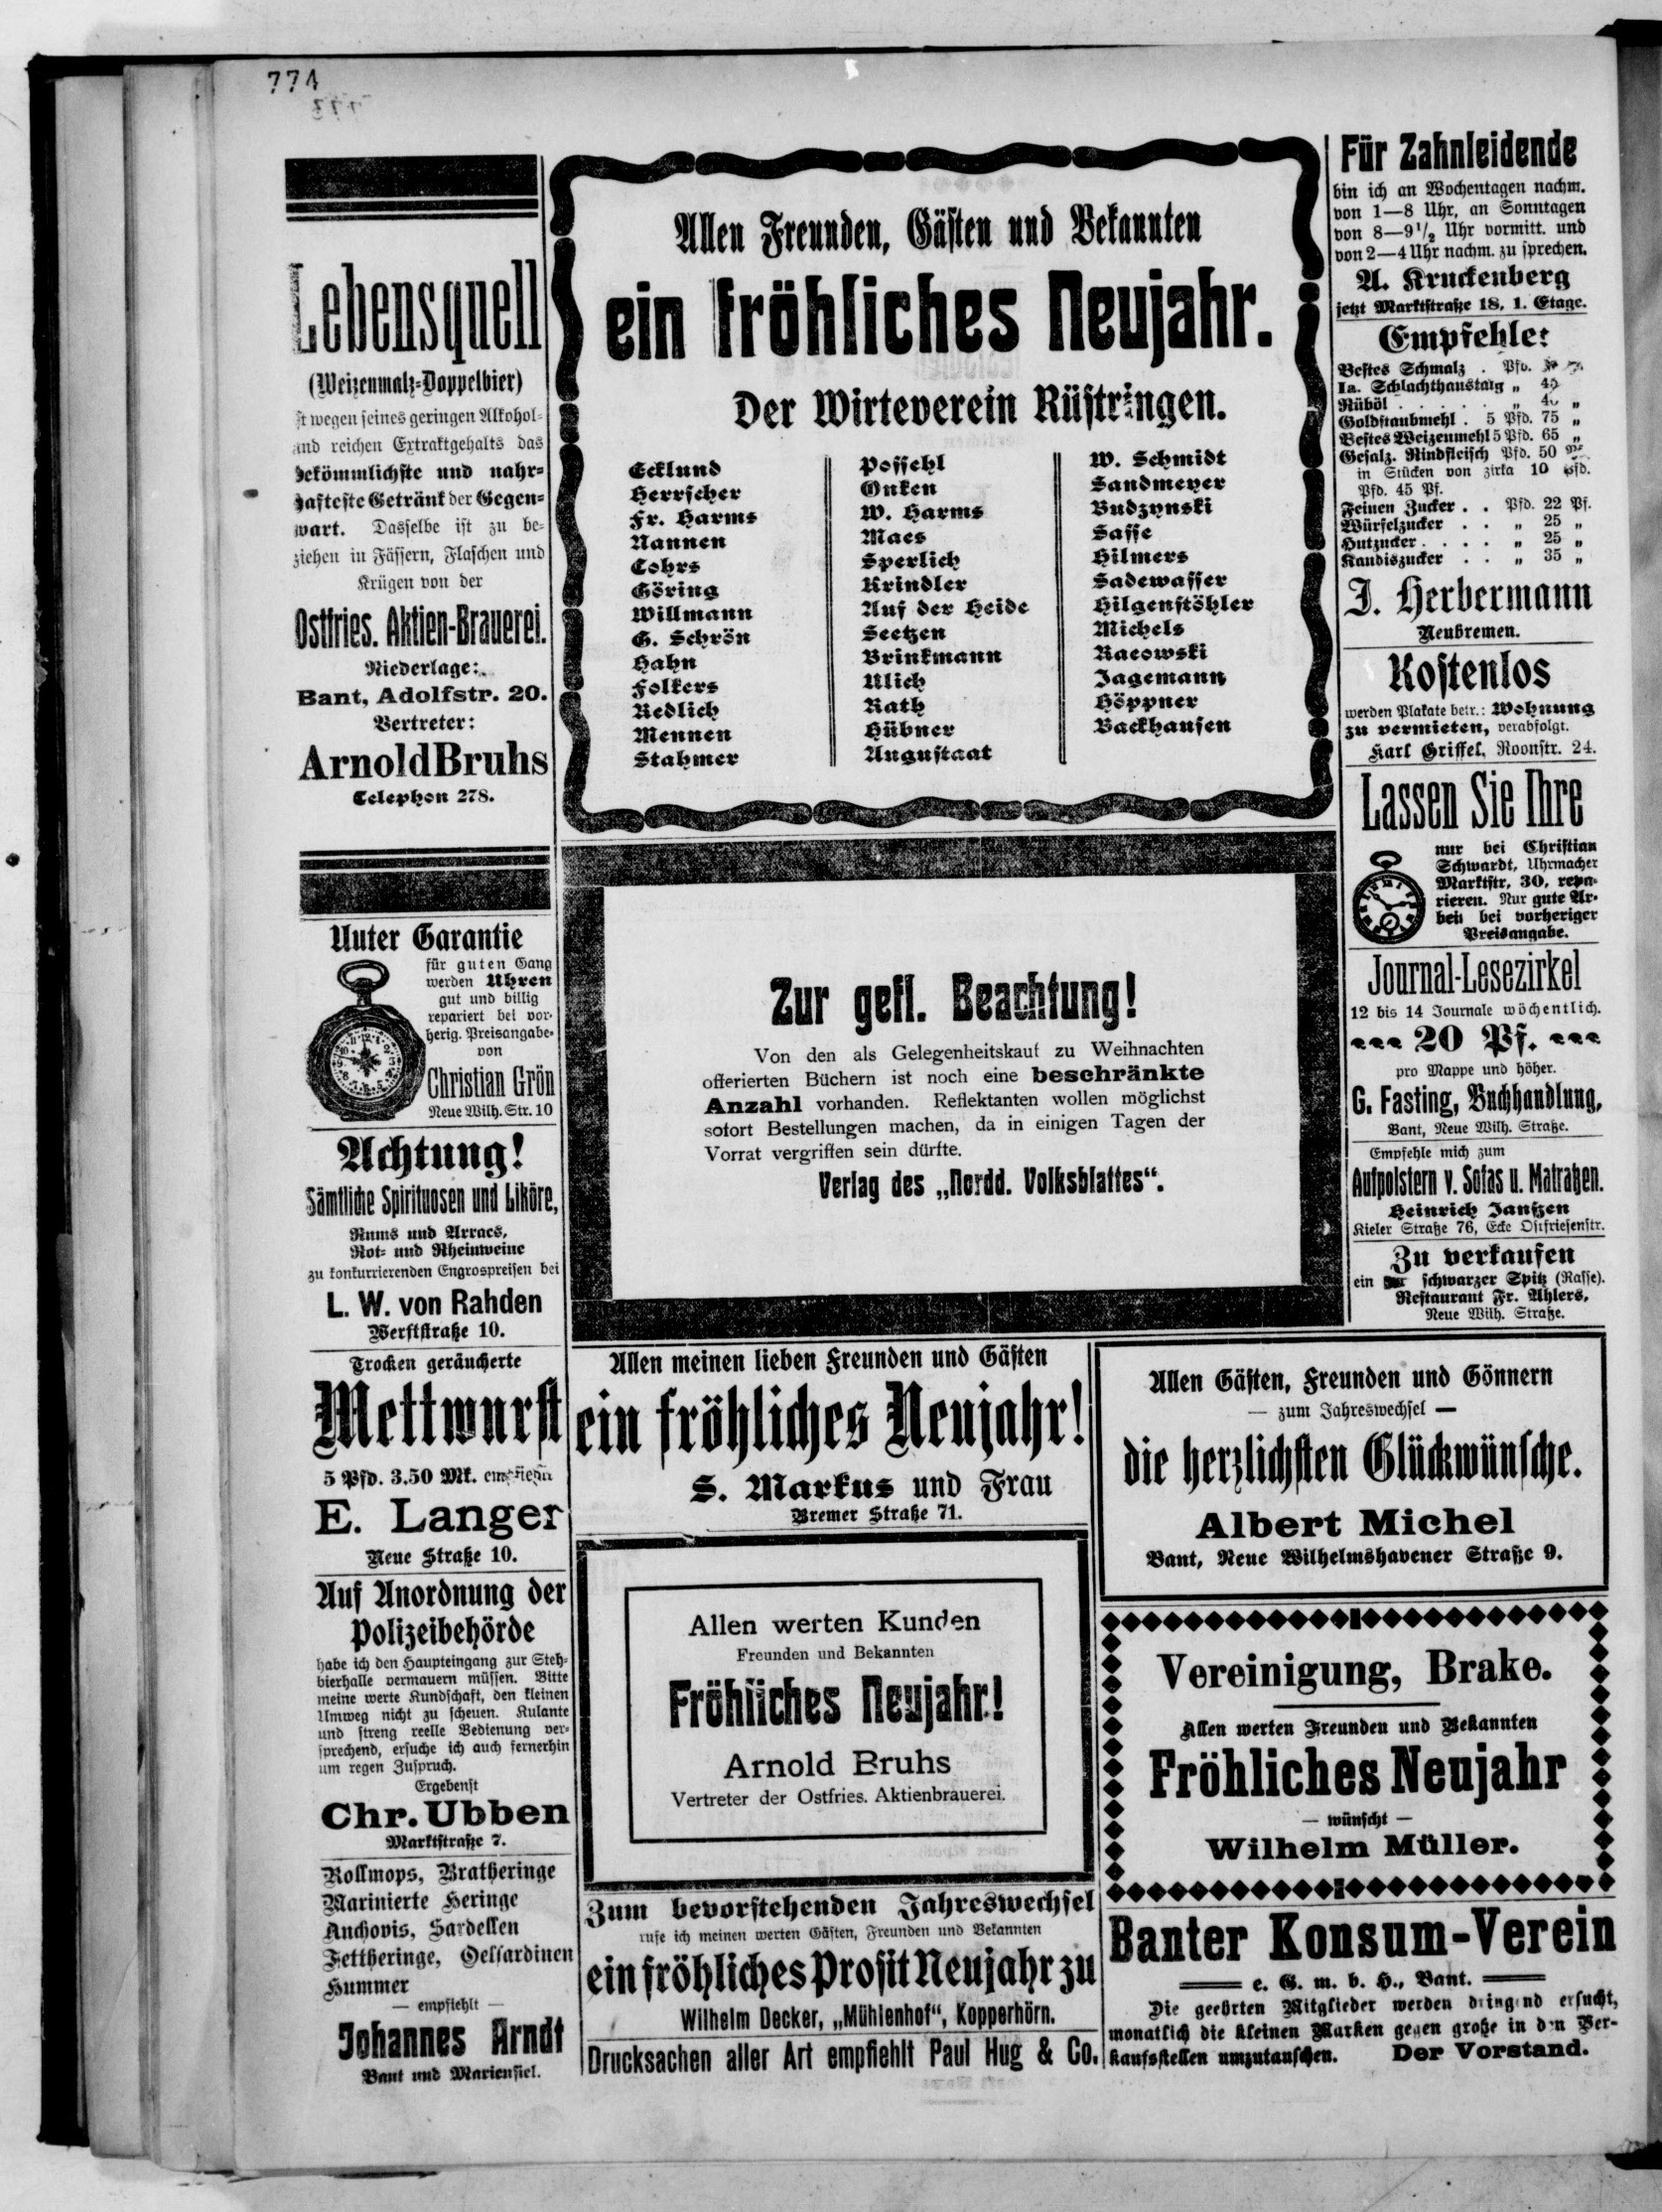 774
Lebensquell
(Weizenmalz=Doppelbier)
st wegen seines geringen Alkohol=
und reichen Extraktgehalts das
bekömmlichste und nahr=
hafteste Getränk der Gegen=
wart. Dasselbe ist zu be=
ziehen in Fässern, Flaschen und
Krügen von der
Ostfries. Aktien-Brauerei.
Niederlage:
Bant, Adolfstr. 20.
Vertreter:
Arnold Bruhs
Telephon 278.
Unter Garantie
für guten Gang
werden Uhren
gut und billig
repariert bei vor=
herig. Preisangabe
von
Christian Grön
Neue Wilh. Str. 10
Achtung!
Sämtliche Spirituosen und Liköre,
Rums und Arracs,
Rot= und Rheinweine
zu konkurrierenden Engrospreisen bei
L. W. von Rahden
Werftstraße 10.
Trocken geräucherte
Mettwurst
5 Pfd. 3.50 Mk. empfiehlt
E. Langer
Neue Straße 10.
Auf Anordnung der
Polizeibehörde
habe ich den Haupteingang zur Steh=
bierhalle vermauern müssen. Bitte
meine werte Kundschaft, den kleinen
Umweg nicht zu scheuen. Kulante
und streng reelle Bedienung ver=
sprechend, ersuche ich auch fernerhin
um regen Zuspruch.
Ergebenst
Chr. Ubben
Marktstraße 7.
Rollmops, Bratheringe
Marinierte Heringe
Anchovis, Sardellen
Fettheringe, Oelsardinen
Hummer
— empfiehlt —
Johannes Arndt
Bant und Mariensiel.
Allen Freunden, Gästen und Bekannten
ein fröhliches Neujahr.
Der Wirteverein Rüstringen.
Ecklund
Herrscher
Fr. Harms
Nannen
Cohrs
Göring
Willmann
G. Schrön
Hahn
Folkers
Redlich
Mennen
Stahmer
Possehl
Onken
W. Harms
Maes
Sperlich
Krindler
Auf der Heide
Seetzen
Brinkmann
Ulich
Rath
Hübner
Augustaat
W. Schmidt
Sandmeyer
Budzynski
Sasse
Hilmers
Sadewasser
Hilgenstöhler
Michels
Racowski
Jagemann
Höppner
Backhausen
Zur gefl. Beachtung!
Von den als Gelegenheitskauf zu Weihnachten
offerierten Büchern ist noch eine beschränkte
Anzahl vorhanden. Reflektanten wollen möglichst
sofort Bestellungen machen, da in einigen Tagen der
Vorrat vergriffen sein dürfte.
Verlag des „Nordd. Volksblattes“.
Allen meinen lieben Freunden und Gästen
ein fröhliches Neujahr!
S. Markus und Frau
Bremer Straße 71.
Allen werten Kunden
Freunden und Bekannten
Fröhliches Neujahr!
Arnold Bruhs
Vertreter der Ostfries. Aktienbrauerei.
Zum bevorstehenden Jahreswechsel
rufe ich meinen werten Gästen, Freunden und Bekannten
ein fröhliches Prosit Neujahr zu
Wilhelm Decker, „Mühlenhof“, Kopperhörn.
Drucksachen aller Art empfiehlt Paul Hug & Co.
Für Zahnleidende
bin ich an Wochentagen nachm.
von 1—8 Uhr, an Sonntagen
von 8—9½ Uhr vormitt. und
von 2—4 Uhr nachm. zu sprechen.
A. Kruckenberg
jetzt Marktstraße 18, 1. Etage.
Empfehle:
Bestes Schmalz . Pfd.
Ia. Schlachthaustalg „ 45
Rüböl . . . . . „ 40 „
Goldstaubmehl . 5 Pfd. 75 „
Bestes Weizenmehl 5 Pfd. 65 „
Gesalz. Rindfleisch Pfd. 50 Pf.
in Stücken von zirka 10 Pfd.
Pfd. 45 Pf.
Feinen Zucker . . Pfd. 22 Pf.
Würfelzucker . . „ 25 „
Hutzucker . . . . „ 25 „
Kandiszucker . . „ 35 „
J. Herbermann
Neubremen.
Kostenlos
werden Plakate betr.: Wohnung
zu vermieten, verabfolgt.
Karl Griffel, Roonstr. 24.
Lassen Sie Ihre
nur bei Christian
Schwardt, Uhrmacher
Marktstr. 30, repa=
rieren. Nur gute Ar=
beit bei vorheriger
Preisangabe.
Journal-Lesezirkel
12 bis 14 Journale wöchentlich.
20 Pf.
pro Mappe und höher.
G. Fasting, Buchhandlung,
Bant, Neue Wilh. Straße.
Empfehle mich zum
Aufpolstern v. Sofas u. Matratzen.
Heinrich Janßen
Kieler Straße 76, Ecke Ostfriesenstr.
Zu verkaufen
ein schwarzer Spitz (Rasse).
Restaurant Fr. Ahlers,
Neue Wilh. Straße.
Allen Gästen, Freunden und Gönnern
— zum Jahreswechsel —
die herzlichsten Glückwünsche.
Albert Michel
Bant, Neue Wilhelmshavener Straße 9.
Vereinigung, Brake.
Allen werten Freunden und Bekannten
Fröhliches Neujahr
— wünscht —
Wilhelm Müller.
Banter Konsum-Verein
e. G. m. b. H., Bant.
Die geehrten Mitglieder werden dringend ersucht,
monatlich die kleinen Marken gegen große in den Ver=
kaufsstellen umzutauschen. Der Vorstand.